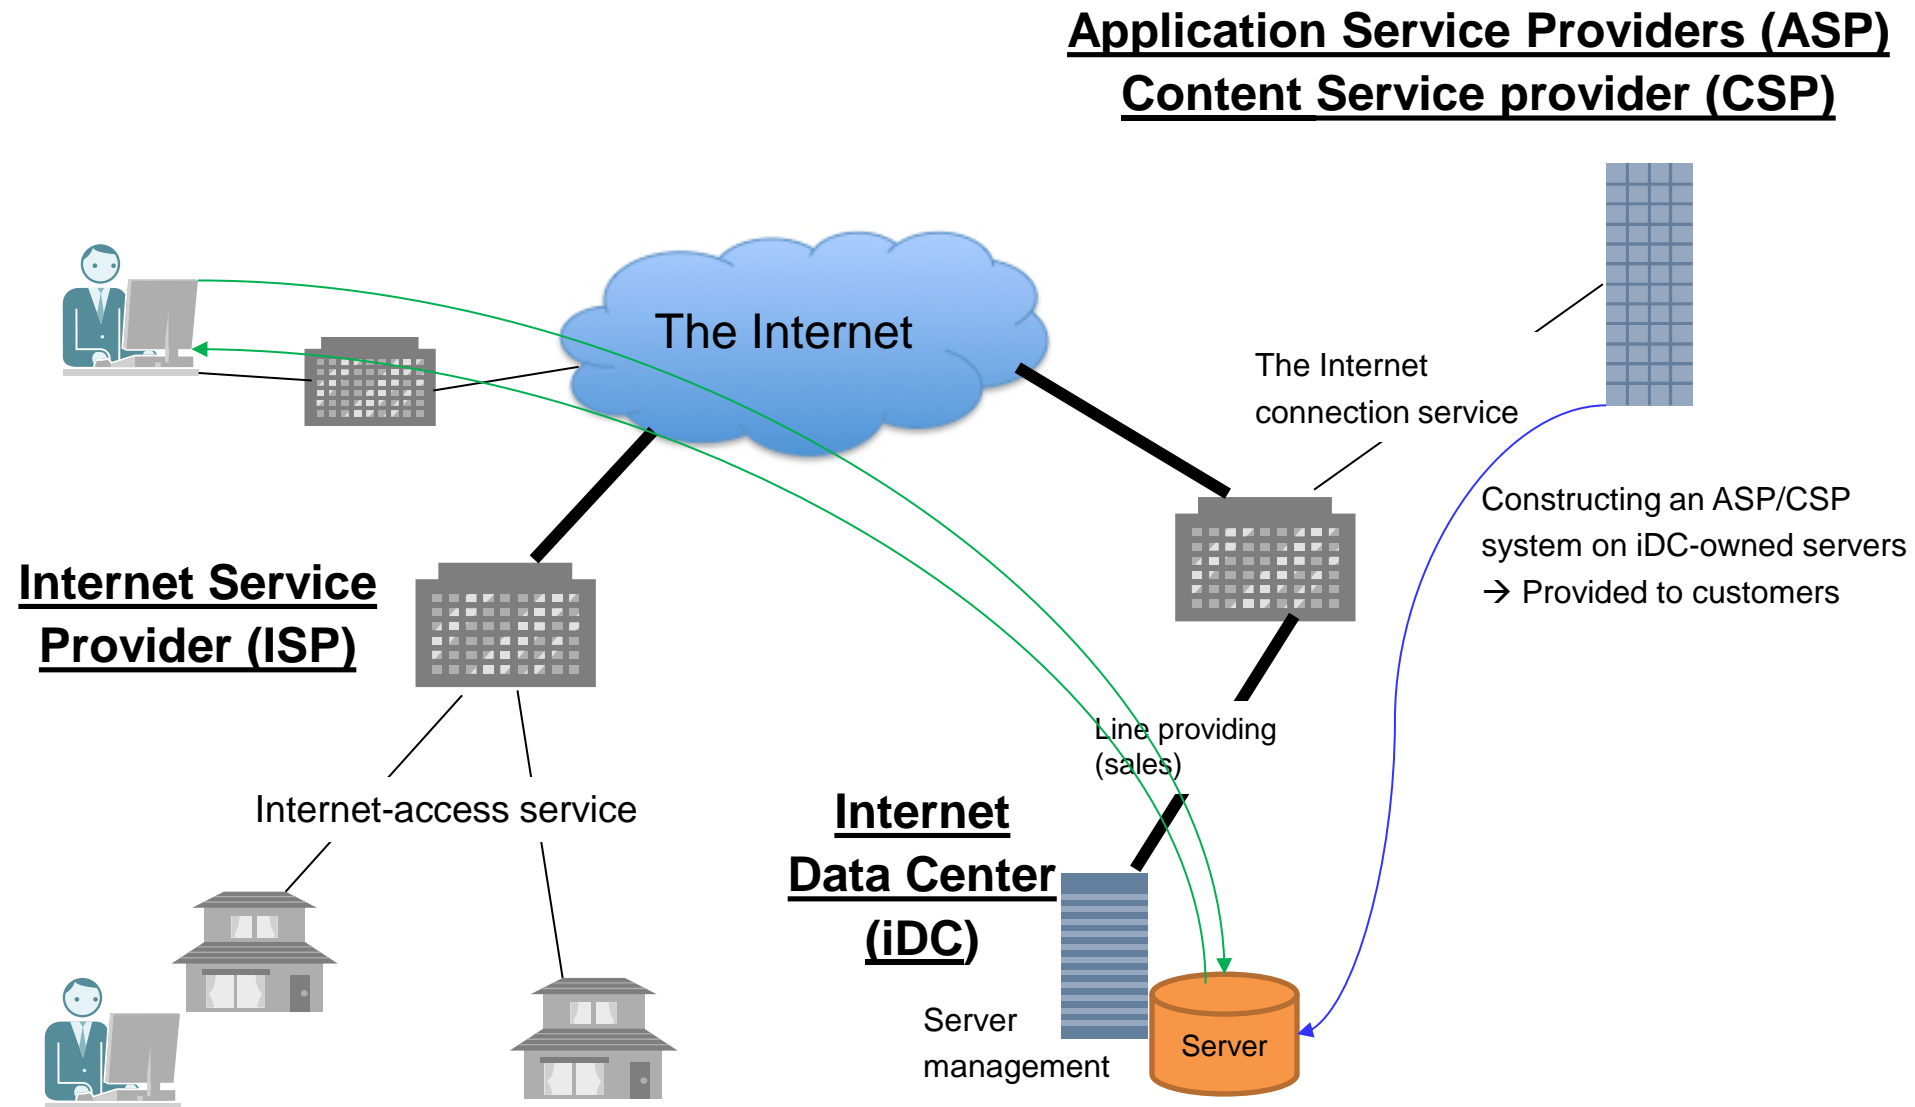 Application Service Providers (ASP)
Content Service provider (CSP)
The Internet
The Internet
connection service
Constructing an ASP/CSP
system on iDC-owned servers
→ Provided to customers
Internet Service
Provider (ISP)
Line providing
(sales)
Internet-access service
Internet
Data Center
(iDC)
Server
management
Server